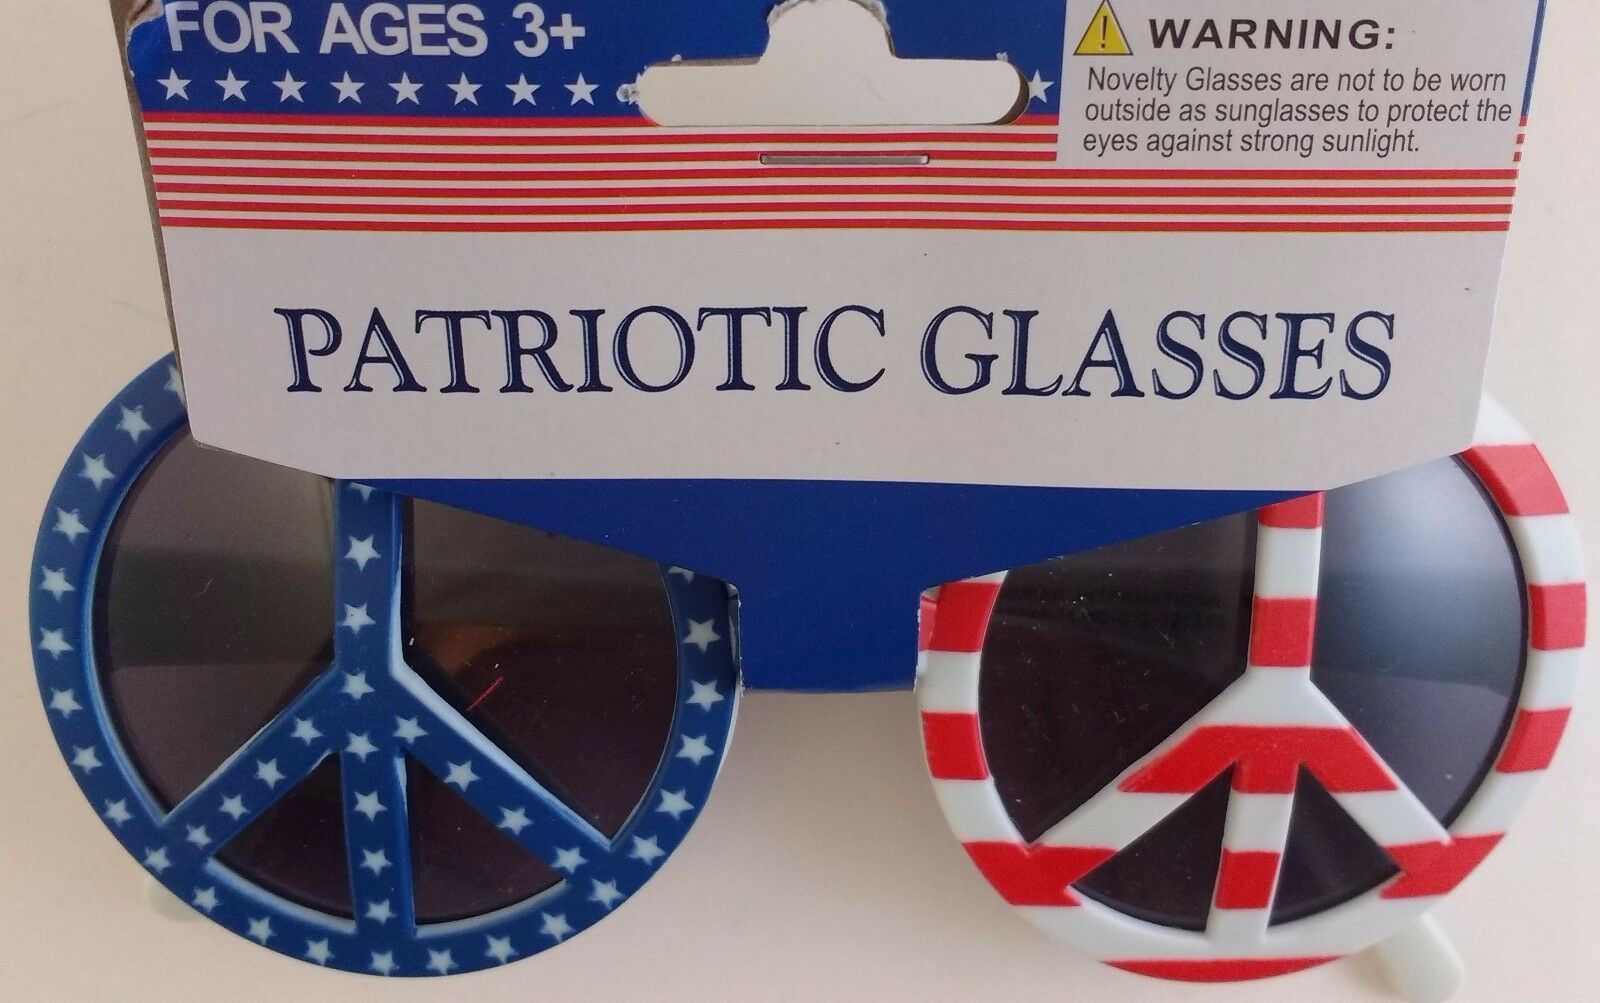 FOR AGES 3+
WARNING:
Novelty Glasses are not to be worn
outside as sunglasses to protect the
eyes against strong sunlight.
PATRIOTIC GLASSES